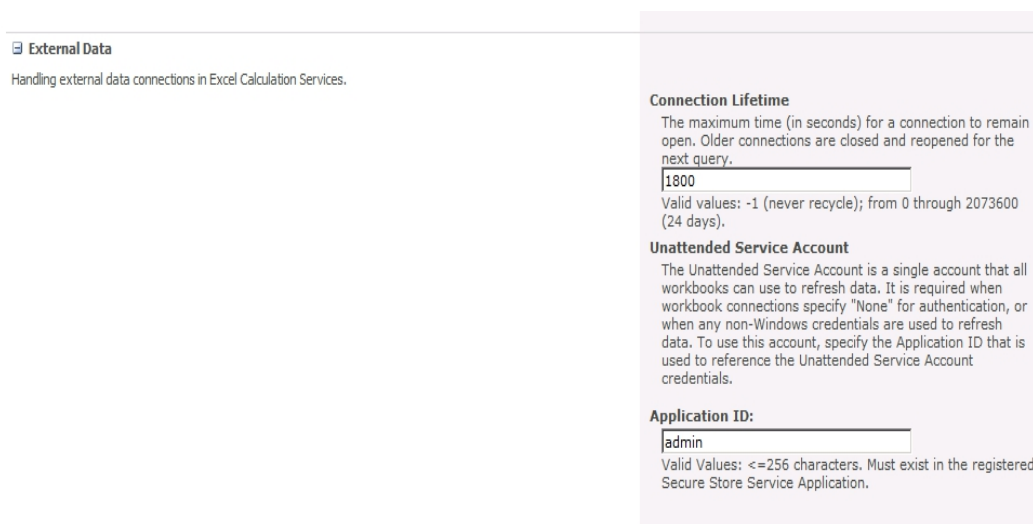 External Data
Handling external data connections in Excel Calculation Services.
Connection Lifetime
The maximum time (in seconds) for a connection to remain
open. Older connections are closed and reopened for the
next query.
1800
Valid values: -1 (never recycle); from 0 through 2073600
(24 days).
Unattended Service Account
The Unattended Service Account is a single account that all
workbooks can use to refresh data. It is required when
workbook connections specify "None" for authentication, or
when any non-Windows credentials are used to refresh
data. To use this account, specify the Application ID that is
used to reference the Unattended Service Account
credentials.
Application ID:
admin
Valid Values: <=256 characters. Must exist in the registered
Secure Store Service Application.